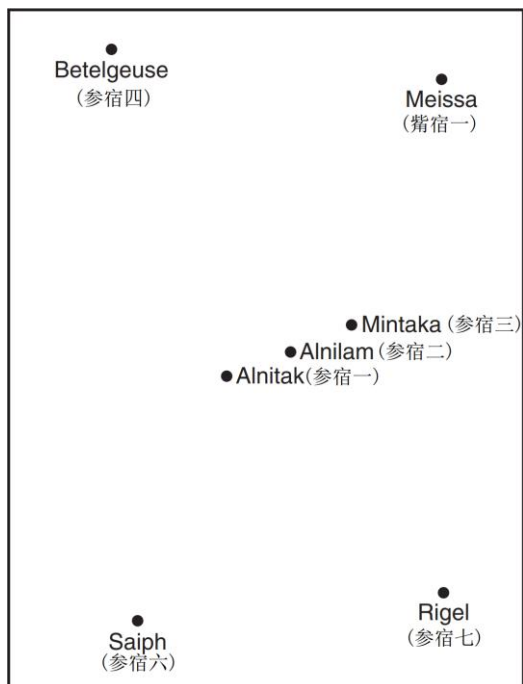 Betelgeuse
(参宿四)
Meissa
(觜宿一)
Mintaka (参宿三)
Alnilam (参宿二)
Alnitak(参宿一)
Rigel
(参宿七)
Saiph
(参宿六)